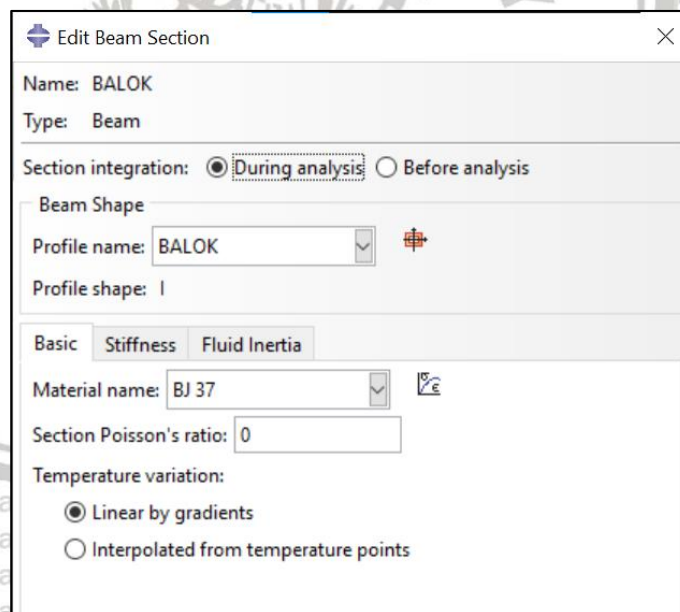 Edit Beam Section
Name: BALOK
Type: Beam
Section integration: During analysis Before analysis
Beam Shape
Profile name: BALOK
Profile shape: I
Basic Stiffness Fluid Inertia
Material name: BJ 37
Section Poisson's ratio: 0
Temperature variation:
Linear by gradients
Interpolated from temperature points